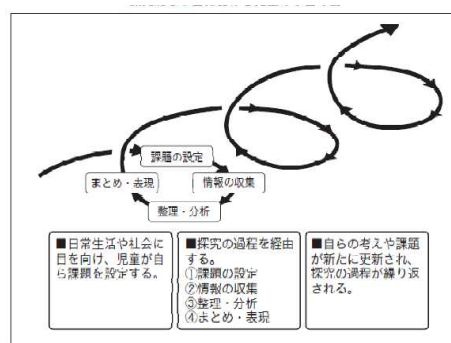 課題の設定
まとめ・表現
情報の収集
整理・分析
■日常生活や社会に
目を向け、児童が自
ら課題を設定する。
■探究の過程を経由
する。
①課題の設定
②情報の収集
③整理・分析
④まとめ・表現
■自らの考えや課題
が新たに更新され、
探究の過程が繰り返
される。